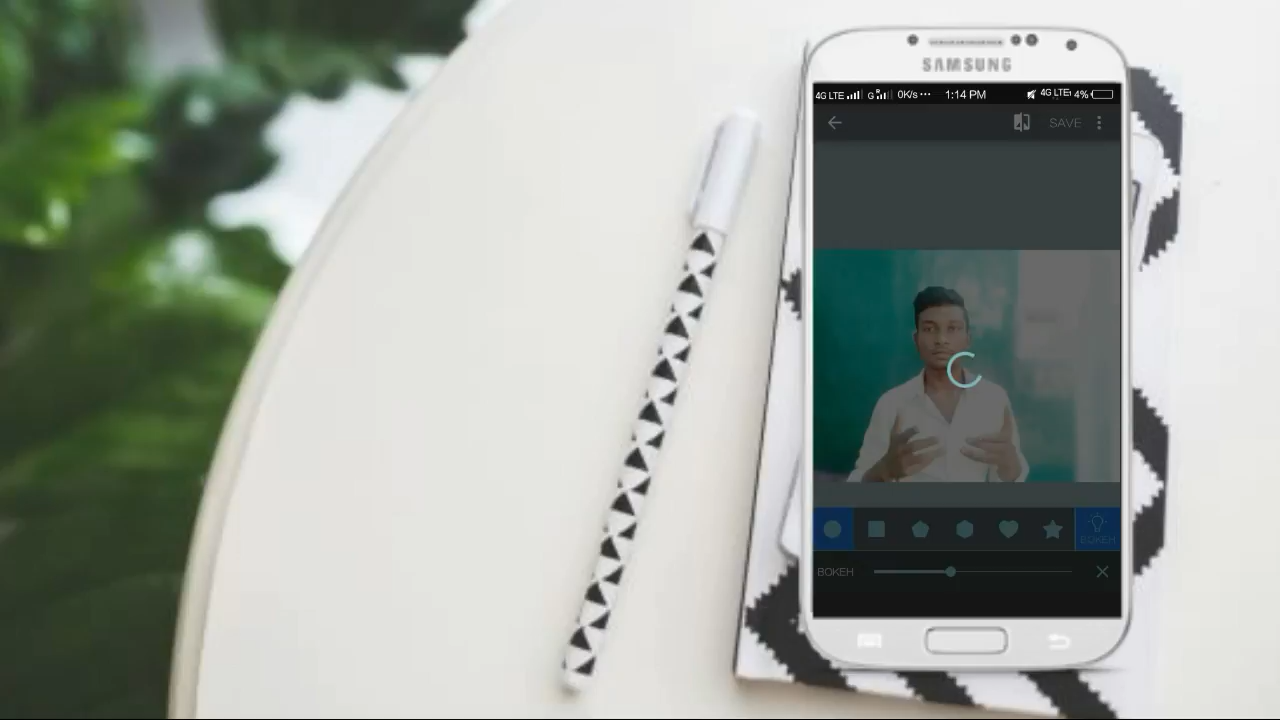 SAMSUNG
4G LTE G 0K/s 1:14 PM 4G LTE 4%
SAVE
BOKEH
BOKEH